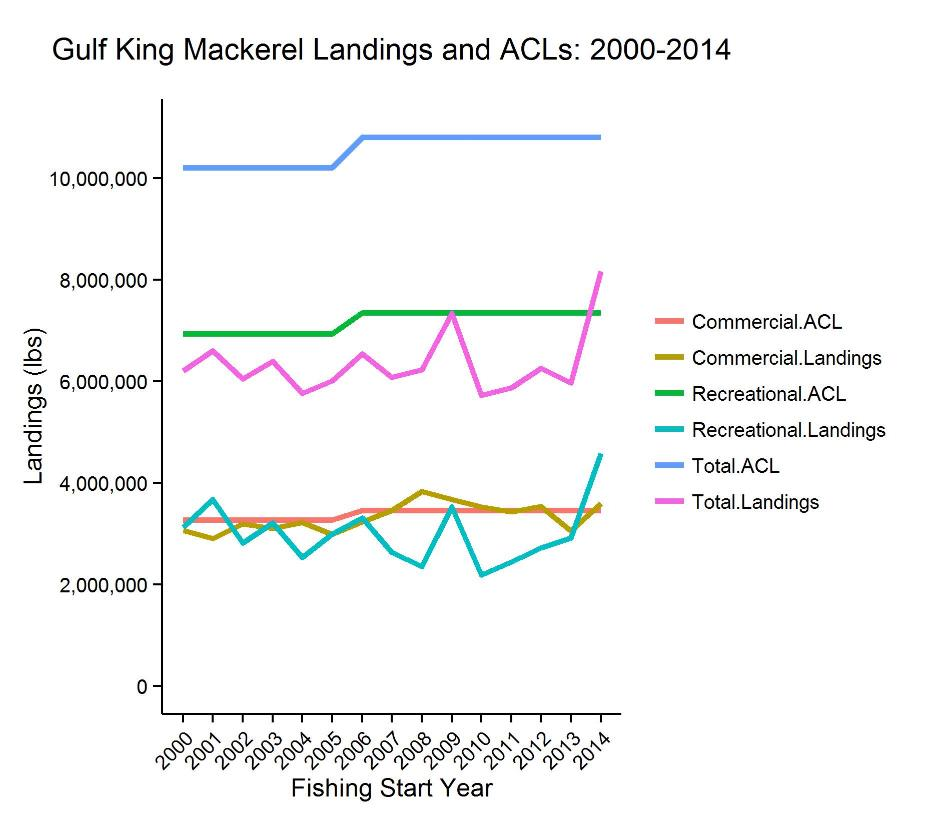 Gulf King Mackerel Landings and ACLs: 2000-2014
Landings (lbs)
10,000,000
8,000,000
6,000,000
4,000,000
2,000,000
0
2000 2001 2002 2003 2004 2005 2006 2007 2008 2009 2010 2011 2012 2013 2014
Fishing Start Year
Commercial.ACL
Commercial.Landings
Recreational.ACL
Recreational.Landings
Total.ACL
Total.Landings